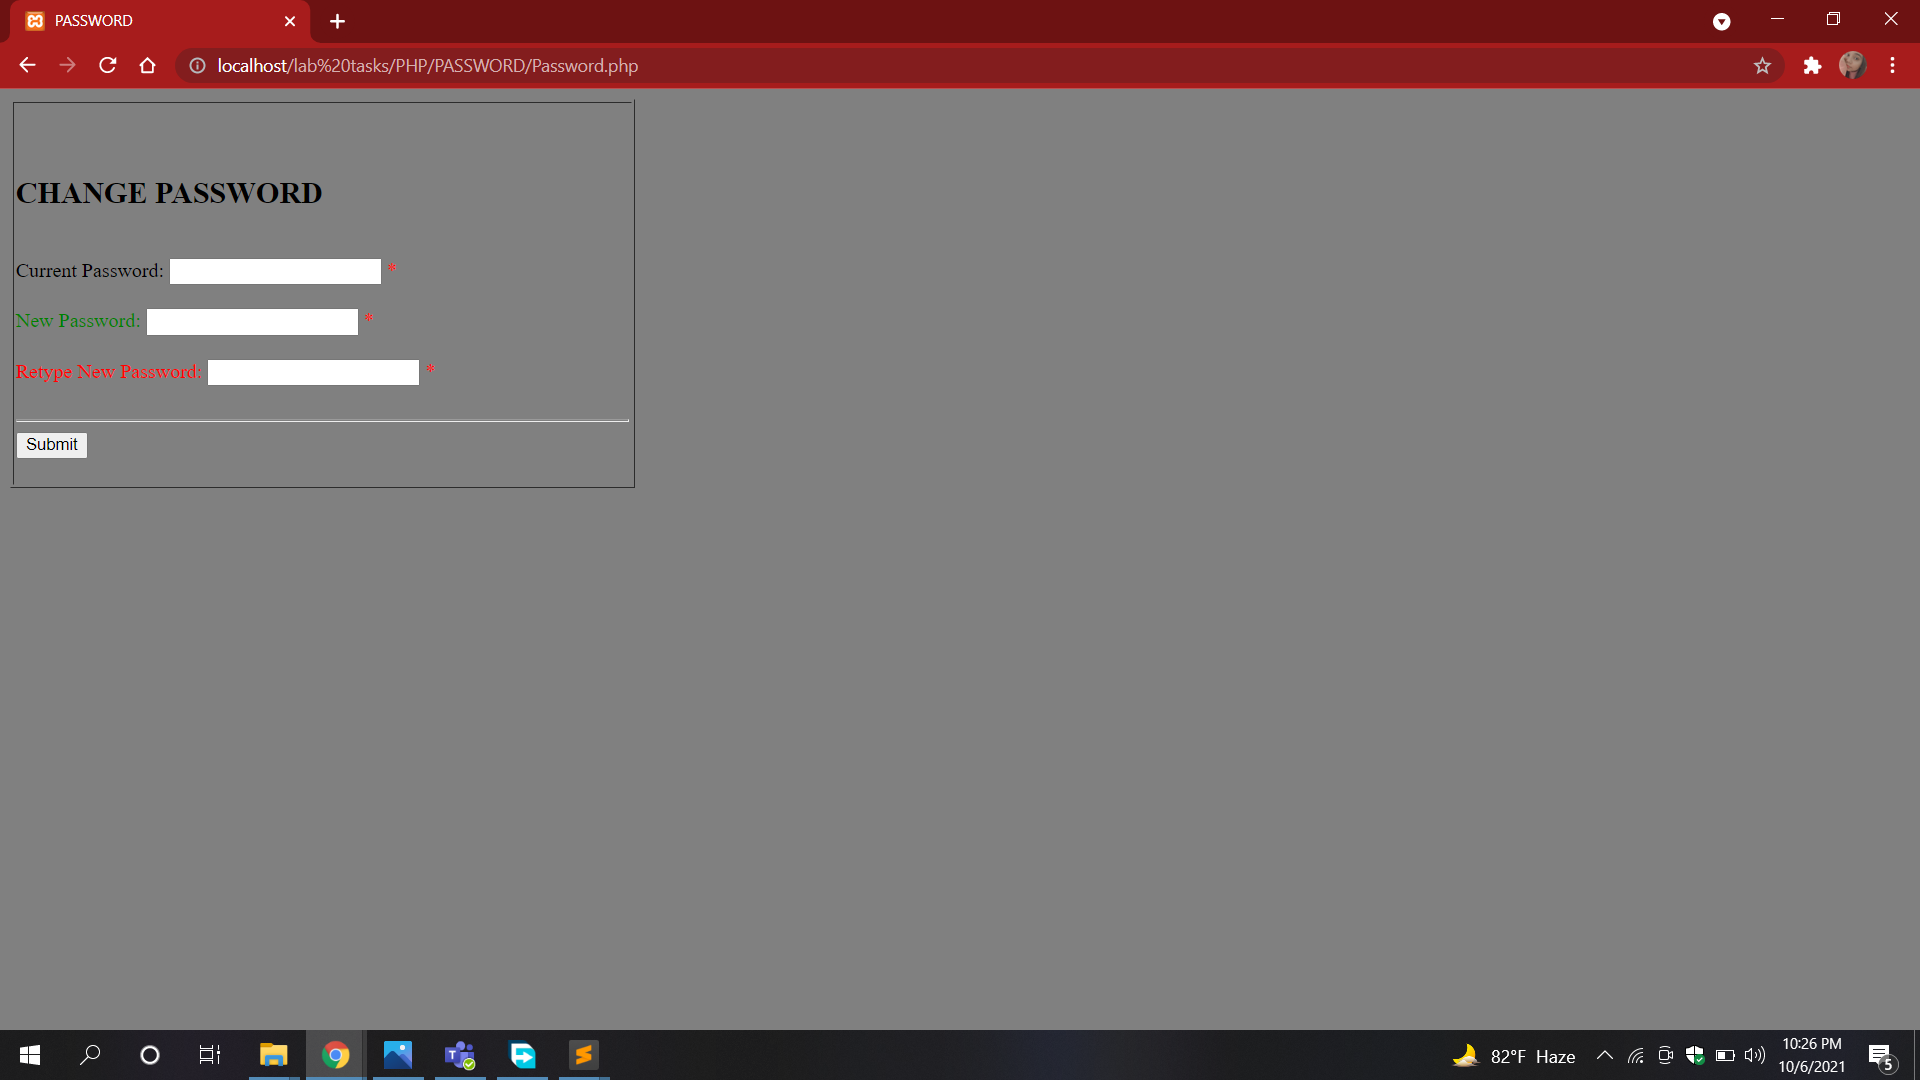 PASSWORD
localhost/lab%20tasks/PHP/PASSWORD/Password.php
CHANGE PASSWORD
Current Password: *
New Password: *
Retype New Password: *
Submit
82°F Haze
10:26 PM
10/6/2021
5